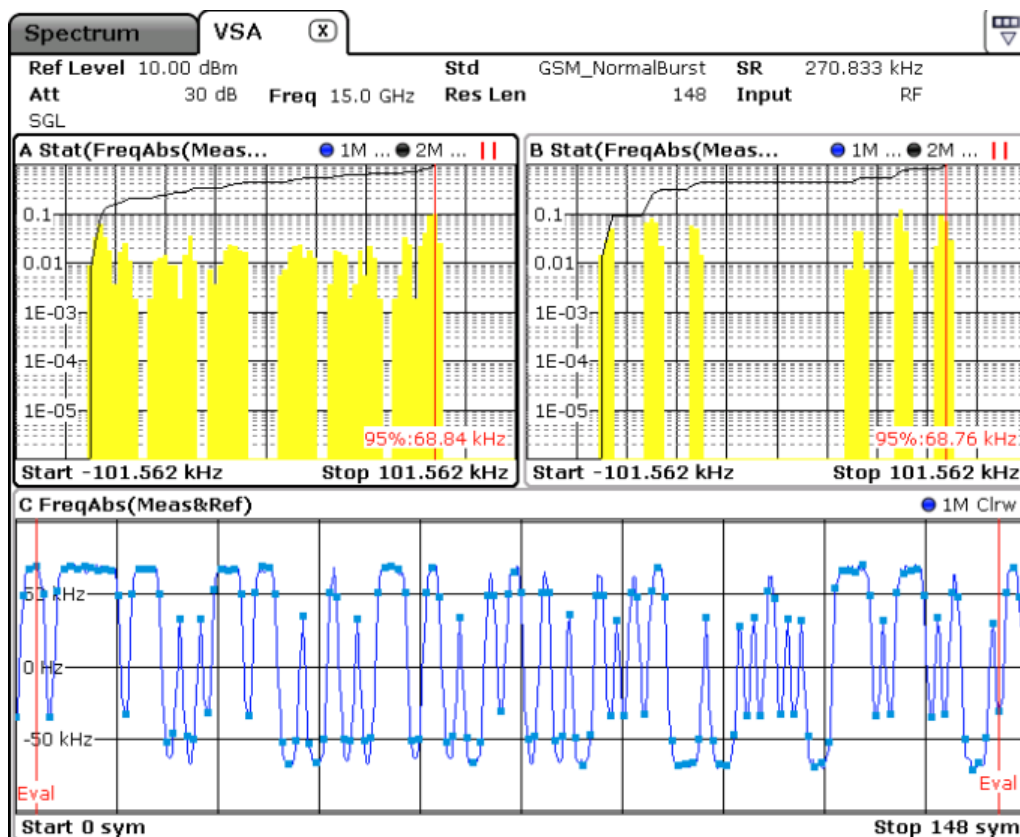 Spectrum VSA X
Ref Level 10.00 dBm Std GSM_NormalBurst SR 270.833 kHz
Att 30 dB Freq 15.0 GHz Res Len 148 Input RF
SGL
A Stat(FreqAbs(Meas... 1M ... 2M ...
0.1
0.01
1E-03
1E-04
1E-05
95%:68.84 kHz
Start -101.562 kHz Stop 101.562 kHz
B Stat(FreqAbs(Meas... 1M ... 2M ...
0.1
0.01
1E-03
1E-04
1E-05
95%:68.76 kHz
Start -101.562 kHz Stop 101.562 kHz
C FreqAbs(Meas&Ref) 1M Clrw
50 kHz
0 Hz
-50 kHz
Eval Eval
Start 0 sym Stop 148 sym